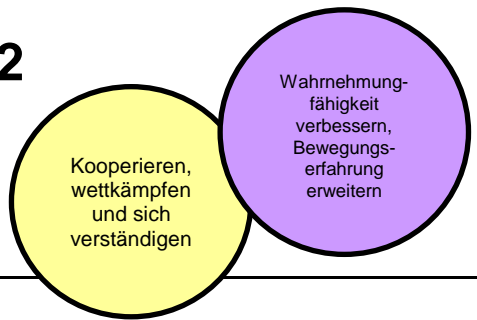 2
Wahrnehmung-
fähigkeit
verbessern,
Bewegungs-
erfahrung
erweitern
Kooperieren,
wettkämpfen
und sich
verständigen